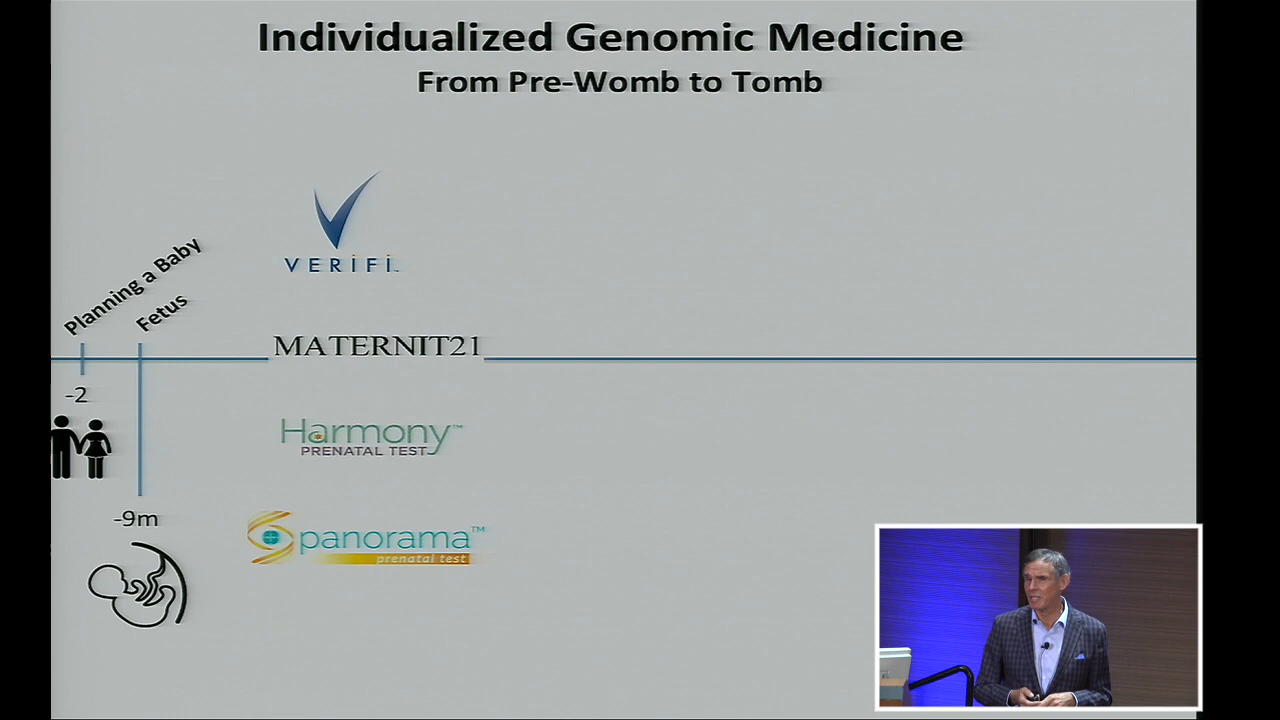 Individualized Genomic Medicine
From Pre-Womb to Tomb
VERIFI™
Planning a Baby
Fetus
MATERNIT21
-2
Harmony™
PRENATAL TEST
-9m
panorama™
prenatal test